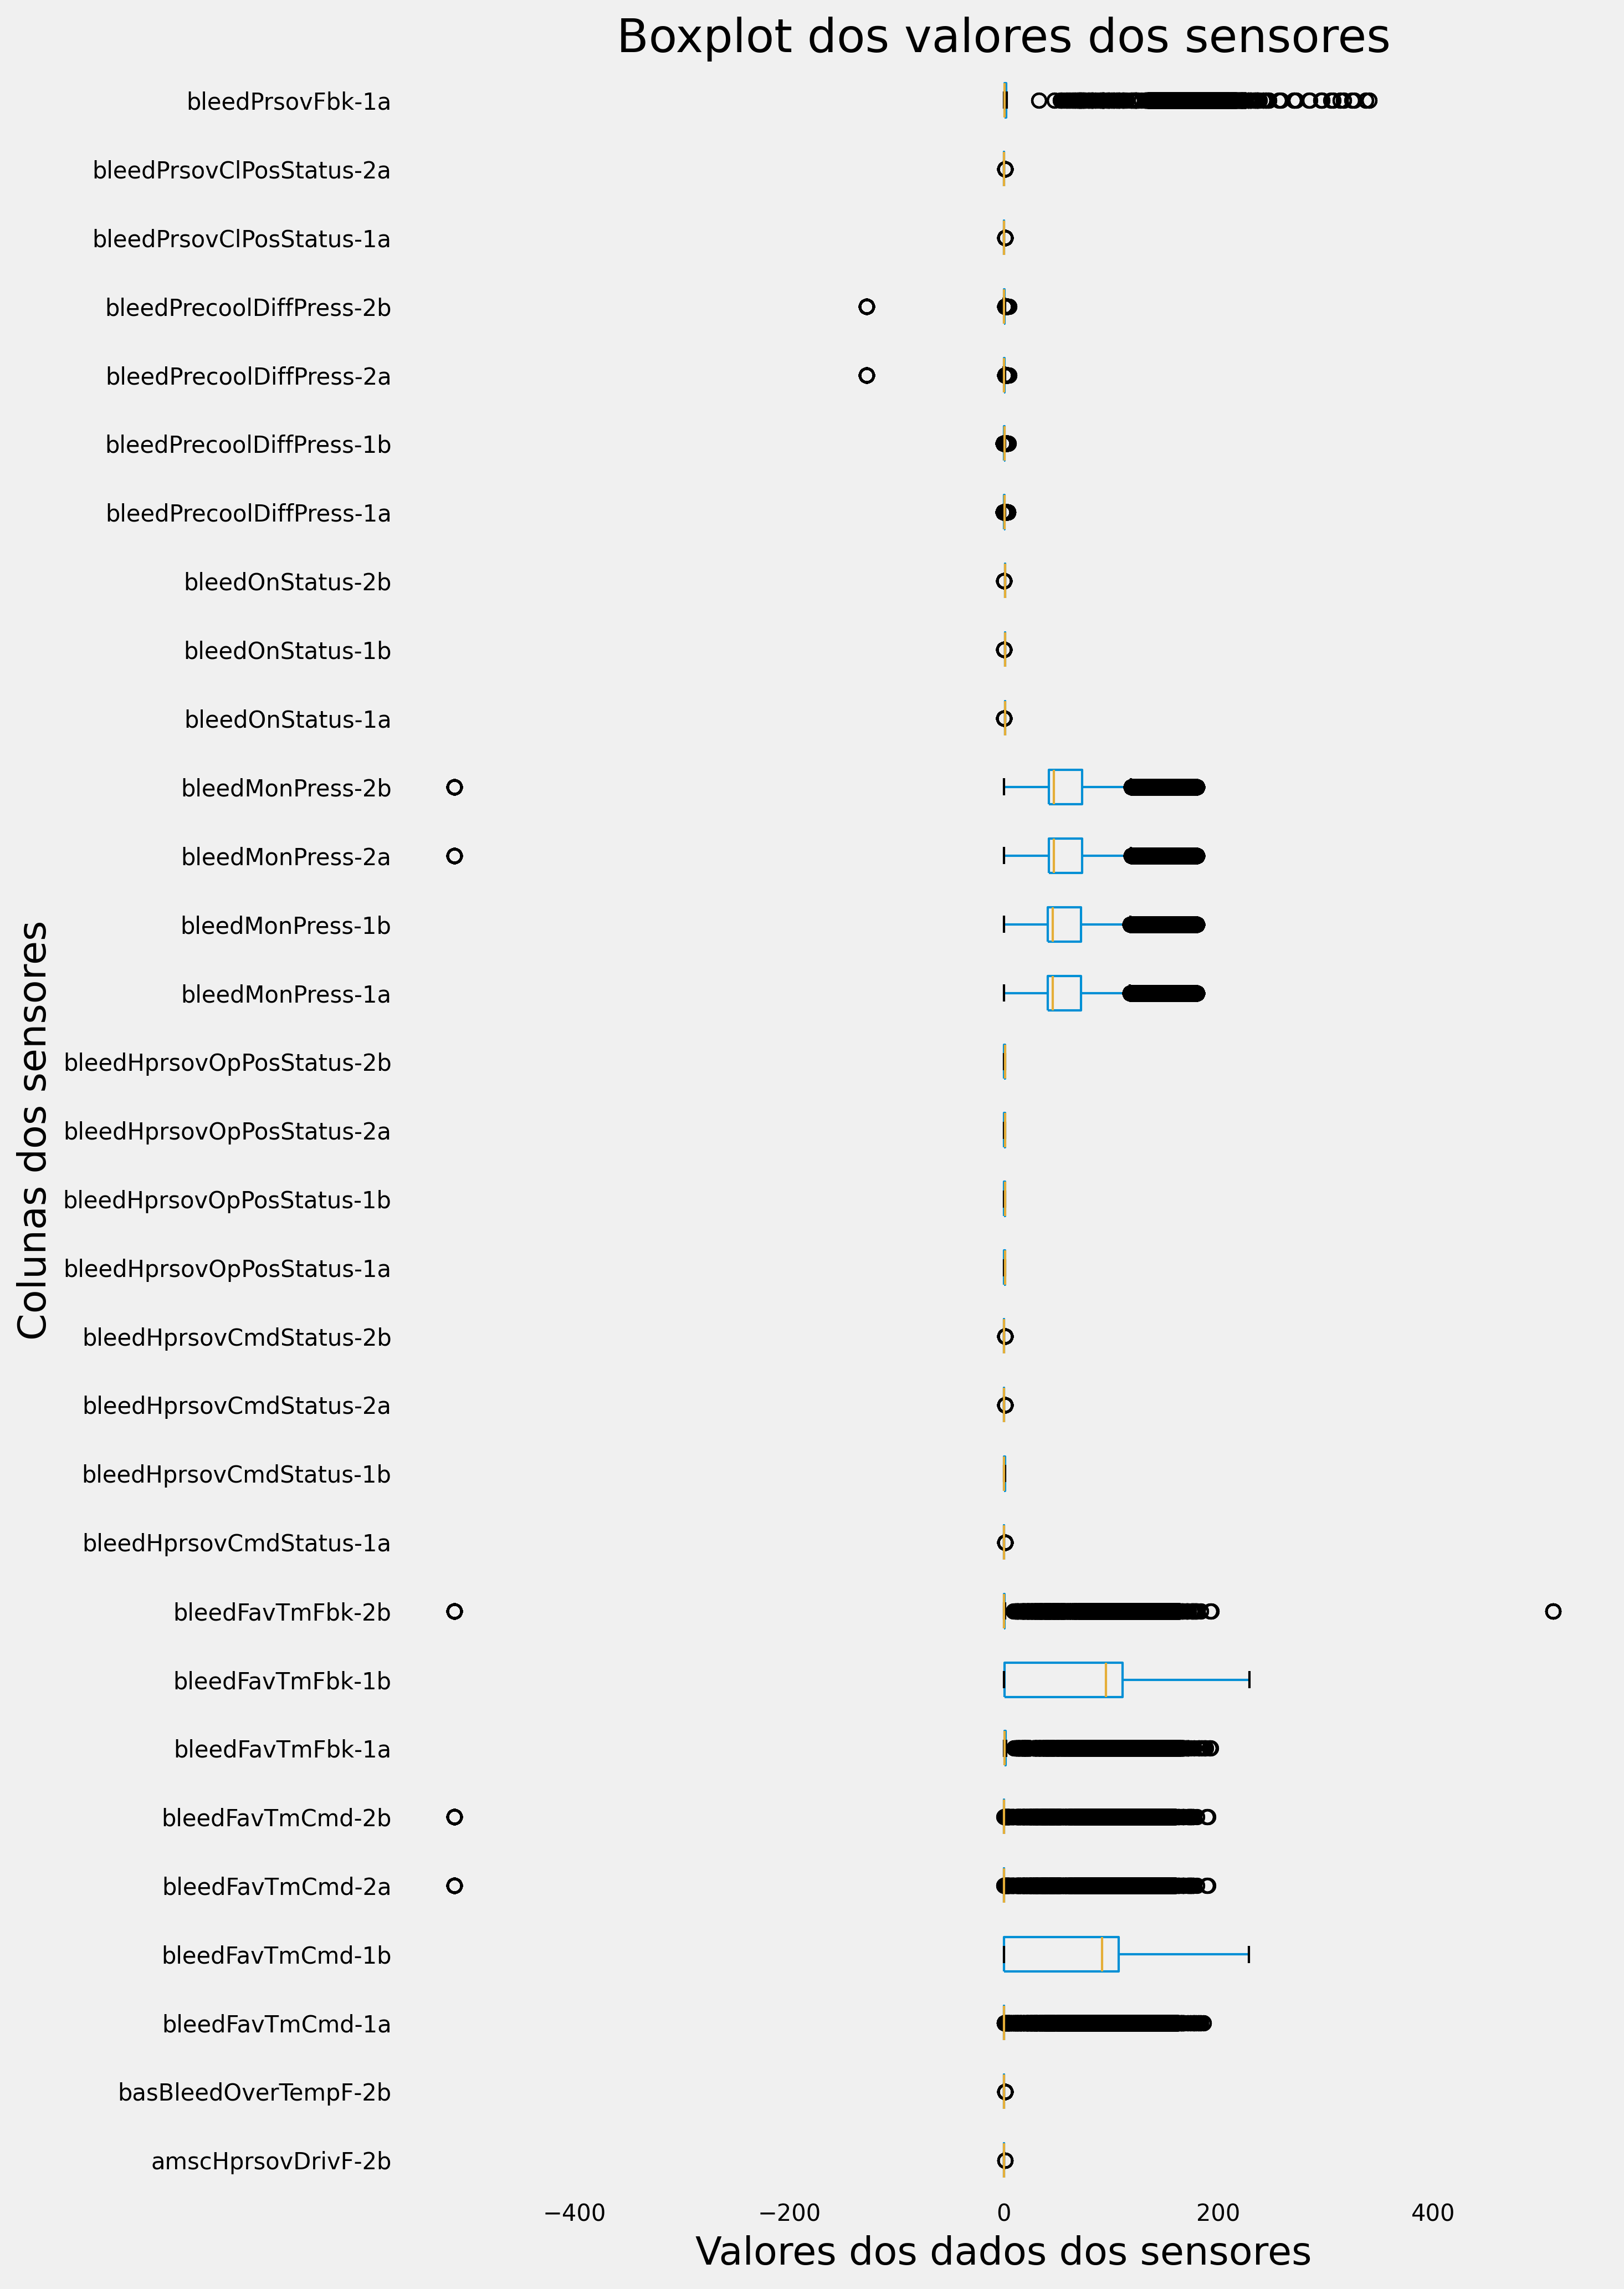 Boxplot dos valores dos sensores
bleedPrsovFbk-1a
bleedPrsovClPosStatus-2a
bleedPrsovClPosStatus-1a
bleedPrecoolDiffPress-2b
bleedPrecoolDiffPress-2a
bleedPrecoolDiffPress-1b
bleedPrecoolDiffPress-1a
bleedOnStatus-2b
bleedOnStatus-1b
bleedOnStatus-1a
bleedMonPress-2b
bleedMonPress-2a
bleedMonPress-1b
bleedMonPress-1a
bleedHprsovOpPosStatus-2b
bleedHprsovOpPosStatus-2a
bleedHprsovOpPosStatus-1b
bleedHprsovOpPosStatus-1a
bleedHprsovCmdStatus-2b
bleedHprsovCmdStatus-2a
bleedHprsovCmdStatus-1b
bleedHprsovCmdStatus-1a
bleedFavTmFbk-2b
bleedFavTmFbk-1b
bleedFavTmFbk-1a
bleedFavTmCmd-2b
bleedFavTmCmd-2a
bleedFavTmCmd-1b
bleedFavTmCmd-1a
basBleedOverTempF-2b
amscHprsovDrivF-2b
Colunas dos sensores
−400 −200 0 200 400
Valores dos dados dos sensores